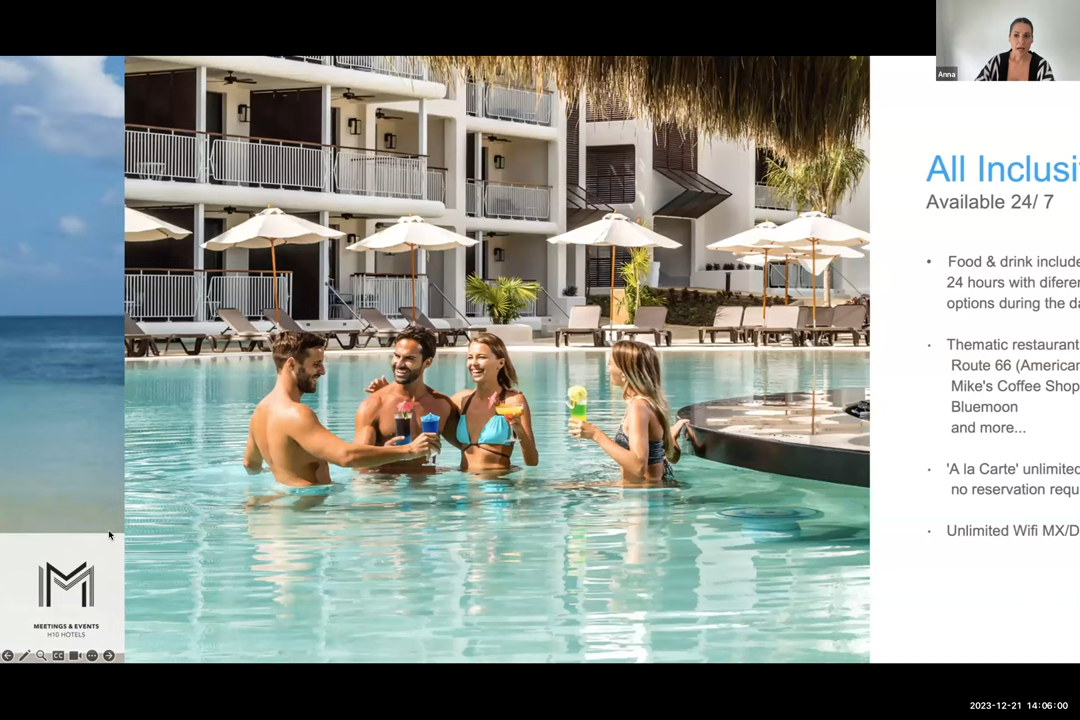 Anna
All Inclusi
Available 24/ 7
• Food & drink include
24 hours with diferen
options during the da
· Thematic restaurant
Route 66 (American
Mike's Coffee Shop
Bluemoon
and more...
· 'A la Carte' unlimited
no reservation requ
· Unlimited Wifi MX/D
MEETINGS & EVENTS
H10 HOTELS
CC
2023-12-21 14:06:00